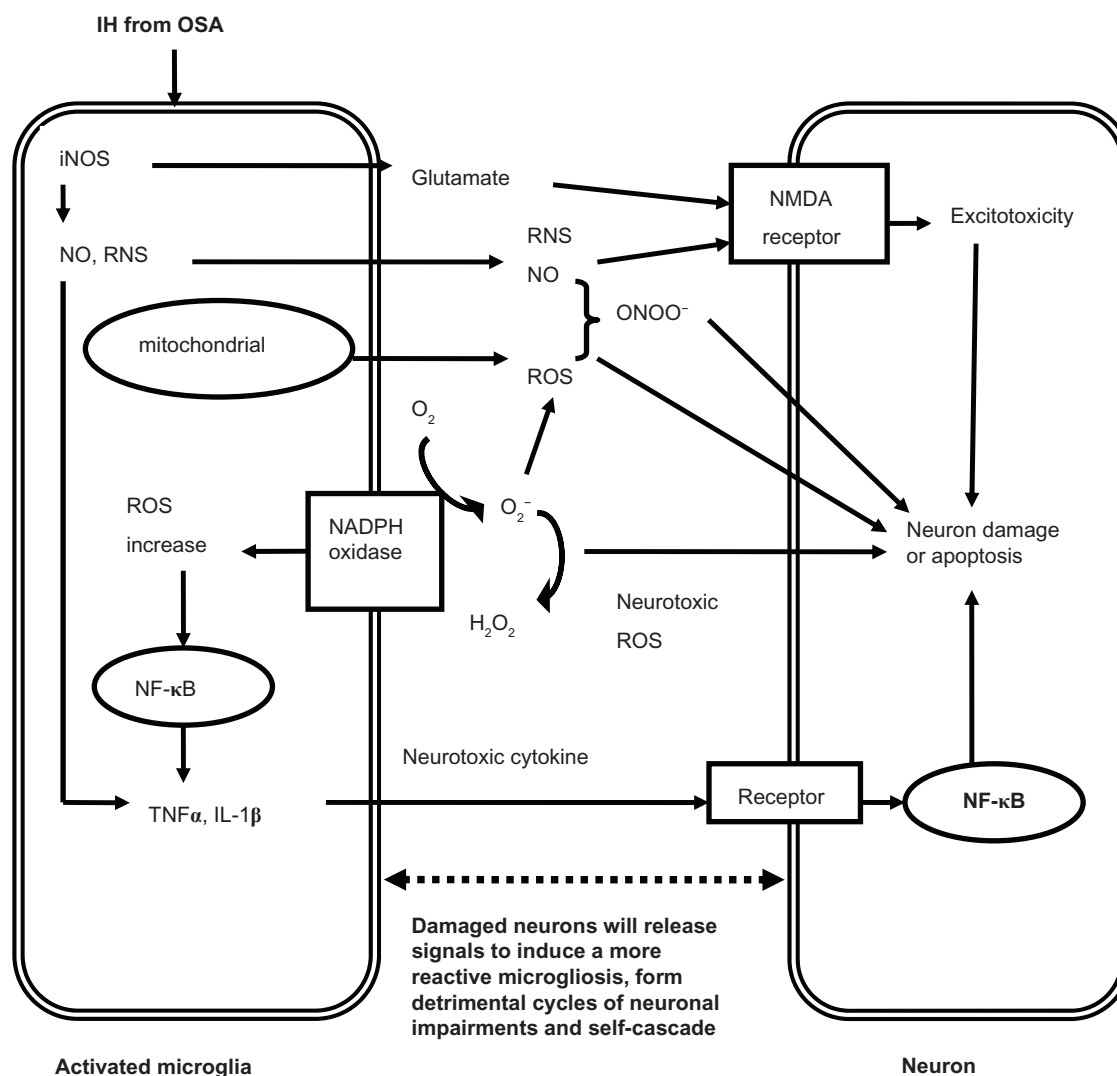 IH from OSA
iNOS
Glutamate
NMDA
receptor
Excitotoxicity
NO, RNS
RNS
NO
ONOO⁻
mitochondrial
ROS
O₂
O₂⁻
ROS
increase
NADPH
oxidase
Neuron damage
or apoptosis
H₂O₂
Neurotoxic
ROS
NF-κB
Neurotoxic cytokine
TNFα, IL-1β
Receptor
NF-κB
Damaged neurons will release
signals to induce a more
reactive microgliosis, form
detrimental cycles of neuronal
impairments and self-cascade
Activated microglia
Neuron